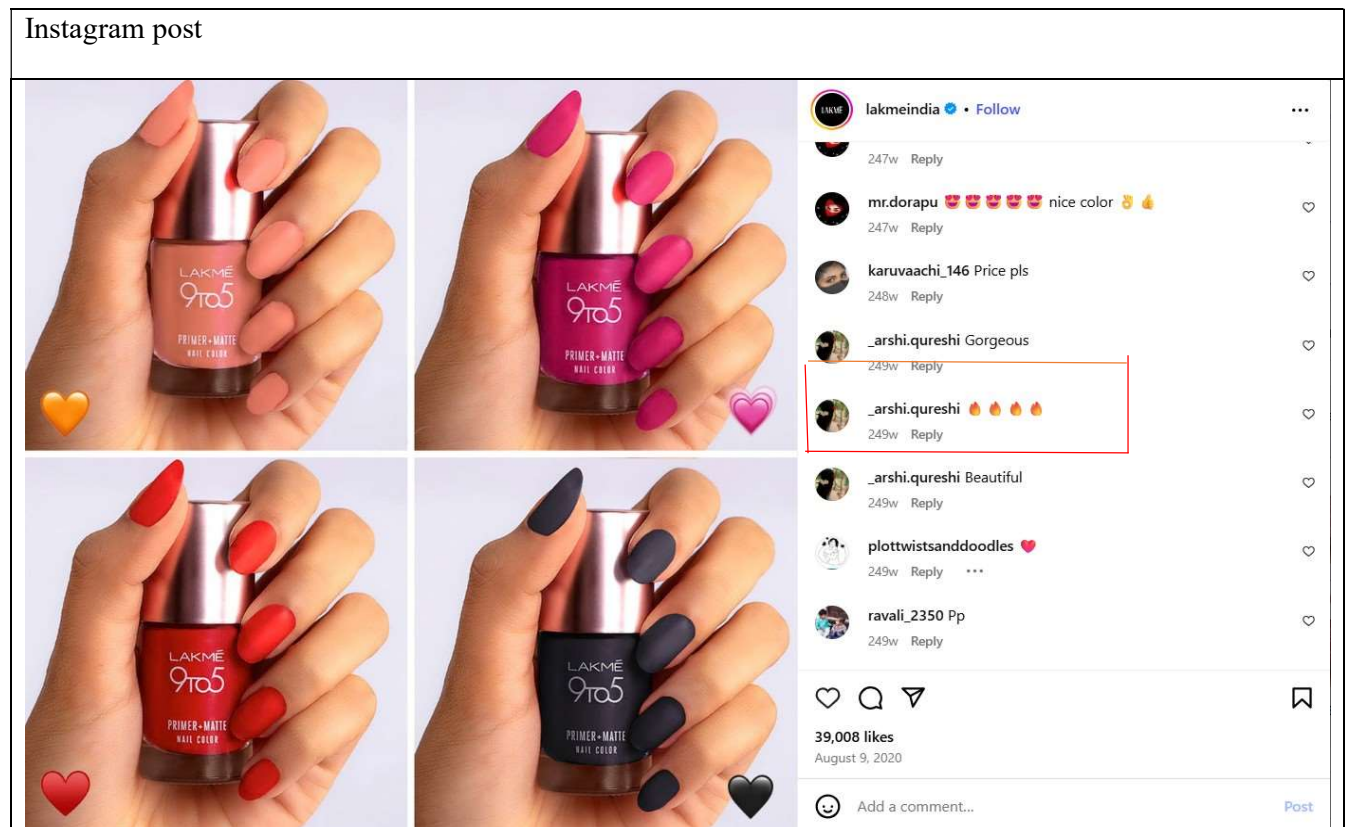 Instagram post
LAKMÉ
9TO5
PRIMER+MATTE
NAIL COLOR
LAKMÉ
9TO5
PRIMER+MATTE
NAIL COLOR
LAKMÉ
9TO5
PRIMER+MATTE
NAIL COLOR
LAKMÉ
9TO5
PRIMER+MATTE
NAIL COLOR
LAKMÉ
lakmeindia • Follow
247w Reply
mr.dorapu 😍 😍 😍 😍 😍 nice color 👌 👍
247w Reply
karuvaachi_146 Price pls
248w Reply
_arshi.qureshi Gorgeous
249w Reply
_arshi.qureshi 🔥 🔥 🔥 🔥
249w Reply
_arshi.qureshi Beautiful
249w Reply
plottwistsanddoodles ❤️
249w Reply •••
ravali_2350 Pp
249w Reply
39,008 likes
August 9, 2020
Add a comment...
Post